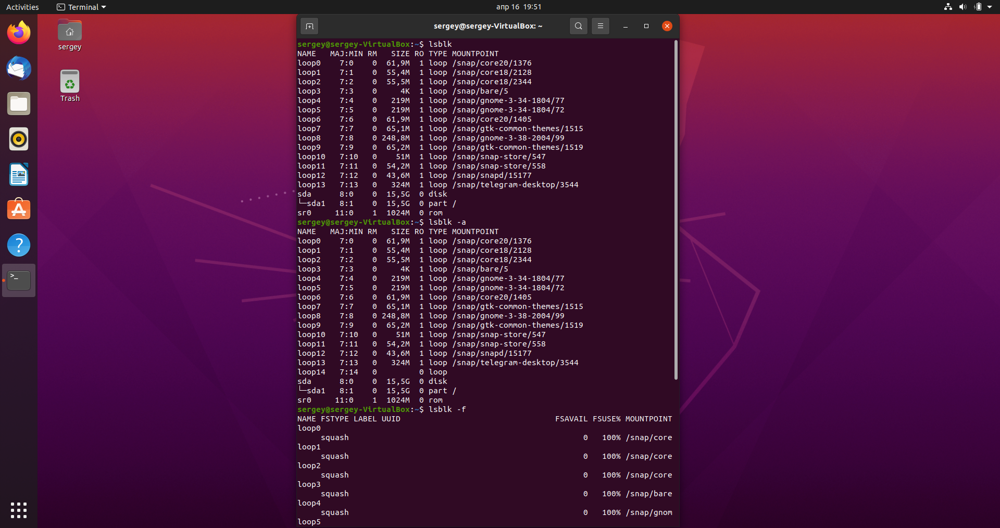 Activities
Terminal
апр 16 19:51
sergey
Trash
sergey@sergey-VirtualBox: ~
sergey@sergey-VirtualBox:~$ lsblk
NAME   MAJ:MIN RM   SIZE RO TYPE MOUNTPOINT
loop0    7:0    0  61,9M  1 loop /snap/core20/1376
loop1    7:1    0  55,4M  1 loop /snap/core18/2128
loop2    7:2    0  55,5M  1 loop /snap/core18/2344
loop3    7:3    0     4K  1 loop /snap/bare/5
loop4    7:4    0   219M  1 loop /snap/gnome-3-34-1804/77
loop5    7:5    0   219M  1 loop /snap/gnome-3-34-1804/72
loop6    7:6    0  61,9M  1 loop /snap/core20/1405
loop7    7:7    0  65,1M  1 loop /snap/gtk-common-themes/1515
loop8    7:8    0 248,8M  1 loop /snap/gnome-3-38-2004/99
loop9    7:9    0  65,2M  1 loop /snap/gtk-common-themes/1519
loop10   7:10   0    51M  1 loop /snap/snap-store/547
loop11   7:11   0  54,2M  1 loop /snap/snap-store/558
loop12   7:12   0  43,6M  1 loop /snap/snapd/15177
loop13   7:13   0   324M  1 loop /snap/telegram-desktop/3544
sda      8:0    0  15,5G  0 disk
└─sda1   8:1    0  15,5G  0 part /
sr0     11:0    1  1024M  0 rom
sergey@sergey-VirtualBox:~$ lsblk -a
NAME   MAJ:MIN RM   SIZE RO TYPE MOUNTPOINT
loop0    7:0    0  61,9M  1 loop /snap/core20/1376
loop1    7:1    0  55,4M  1 loop /snap/core18/2128
loop2    7:2    0  55,5M  1 loop /snap/core18/2344
loop3    7:3    0     4K  1 loop /snap/bare/5
loop4    7:4    0   219M  1 loop /snap/gnome-3-34-1804/77
loop5    7:5    0   219M  1 loop /snap/gnome-3-34-1804/72
loop6    7:6    0  61,9M  1 loop /snap/core20/1405
loop7    7:7    0  65,1M  1 loop /snap/gtk-common-themes/1515
loop8    7:8    0 248,8M  1 loop /snap/gnome-3-38-2004/99
loop9    7:9    0  65,2M  1 loop /snap/gtk-common-themes/1519
loop10   7:10   0    51M  1 loop /snap/snap-store/547
loop11   7:11   0  54,2M  1 loop /snap/snap-store/558
loop12   7:12   0  43,6M  1 loop /snap/snapd/15177
loop13   7:13   0   324M  1 loop /snap/telegram-desktop/3544
loop14   7:14   0         0 loop
sda      8:0    0  15,5G  0 disk
└─sda1   8:1    0  15,5G  0 part /
sr0     11:0    1  1024M  0 rom
sergey@sergey-VirtualBox:~$ lsblk -f
NAME FSTYPE LABEL UUID                                 FSAVAIL FSUSE% MOUNTPOINT
loop0
     squash                                                  0   100% /snap/core
loop1
     squash                                                  0   100% /snap/core
loop2
     squash                                                  0   100% /snap/core
loop3
     squash                                                  0   100% /snap/bare
loop4
     squash                                                  0   100% /snap/gnom
loop5